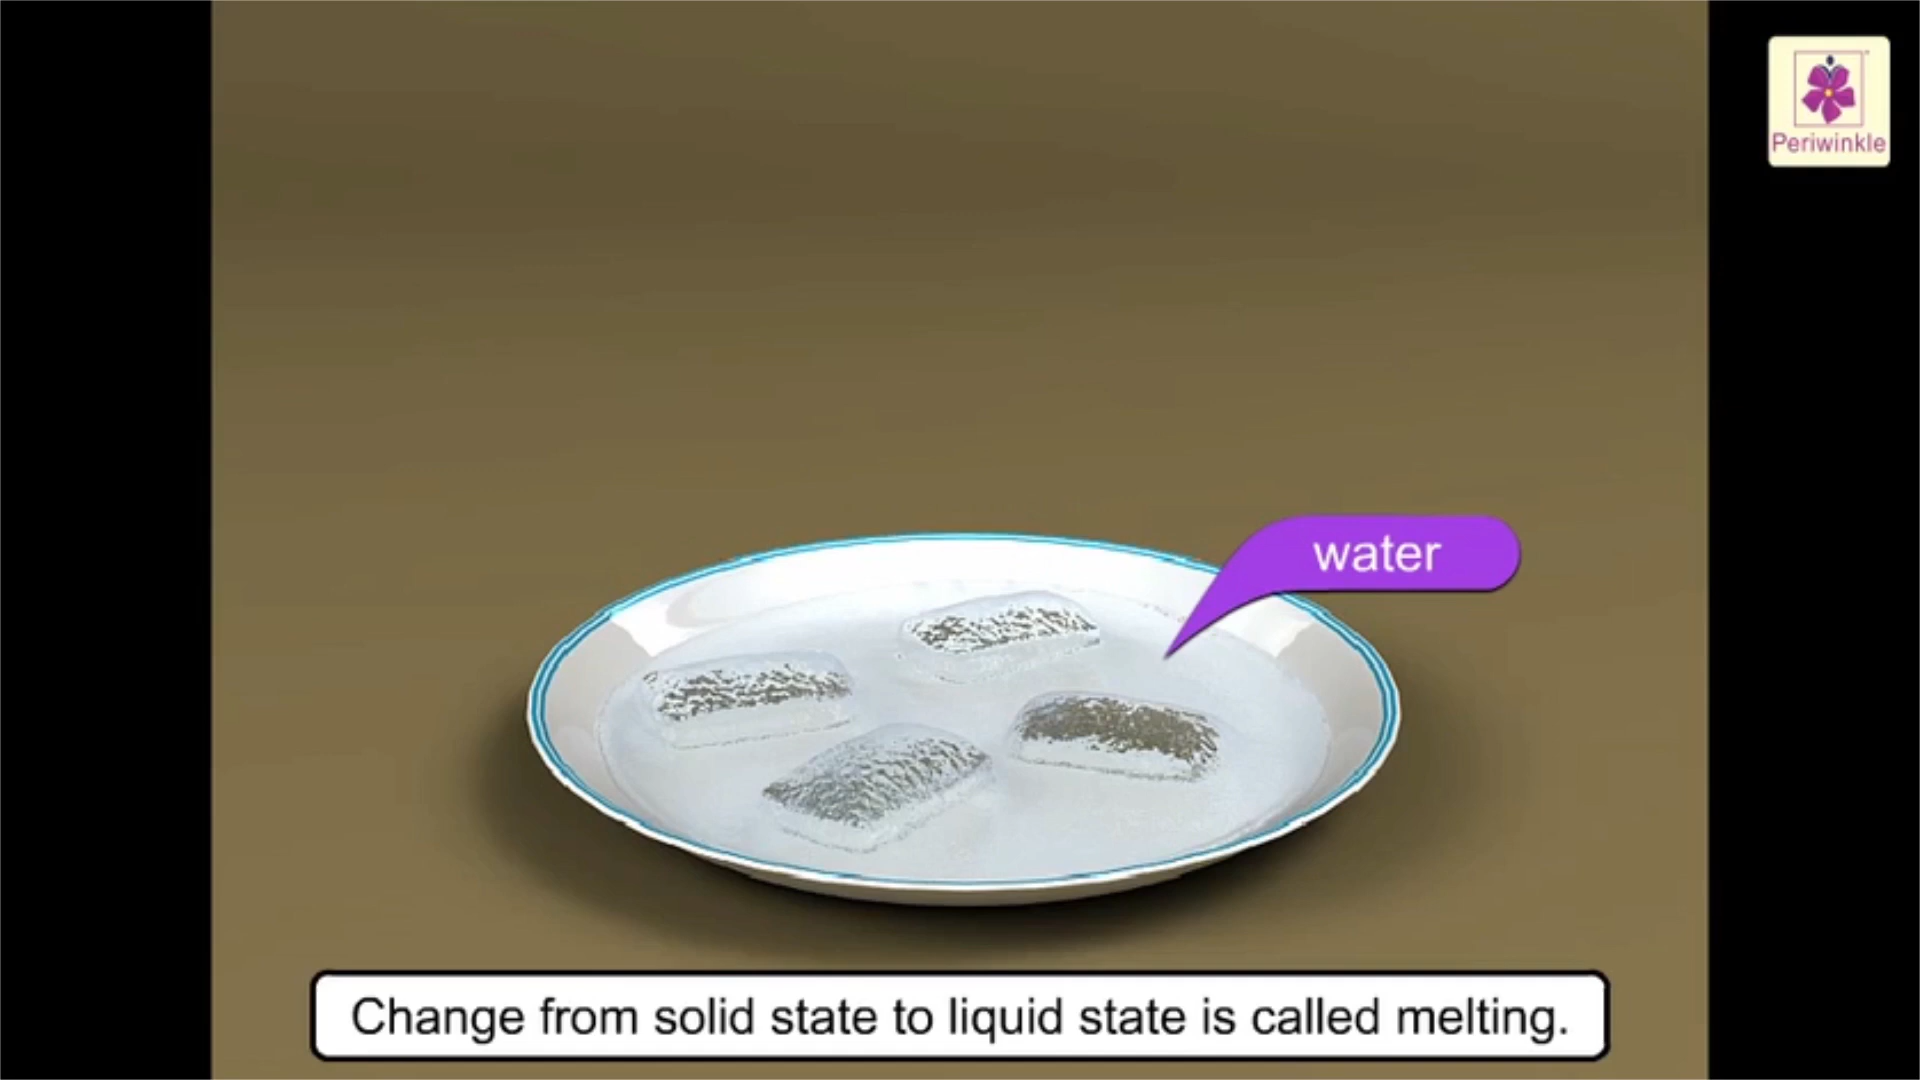 Periwinkle
water
Change from solid state to liquid state is called melting.